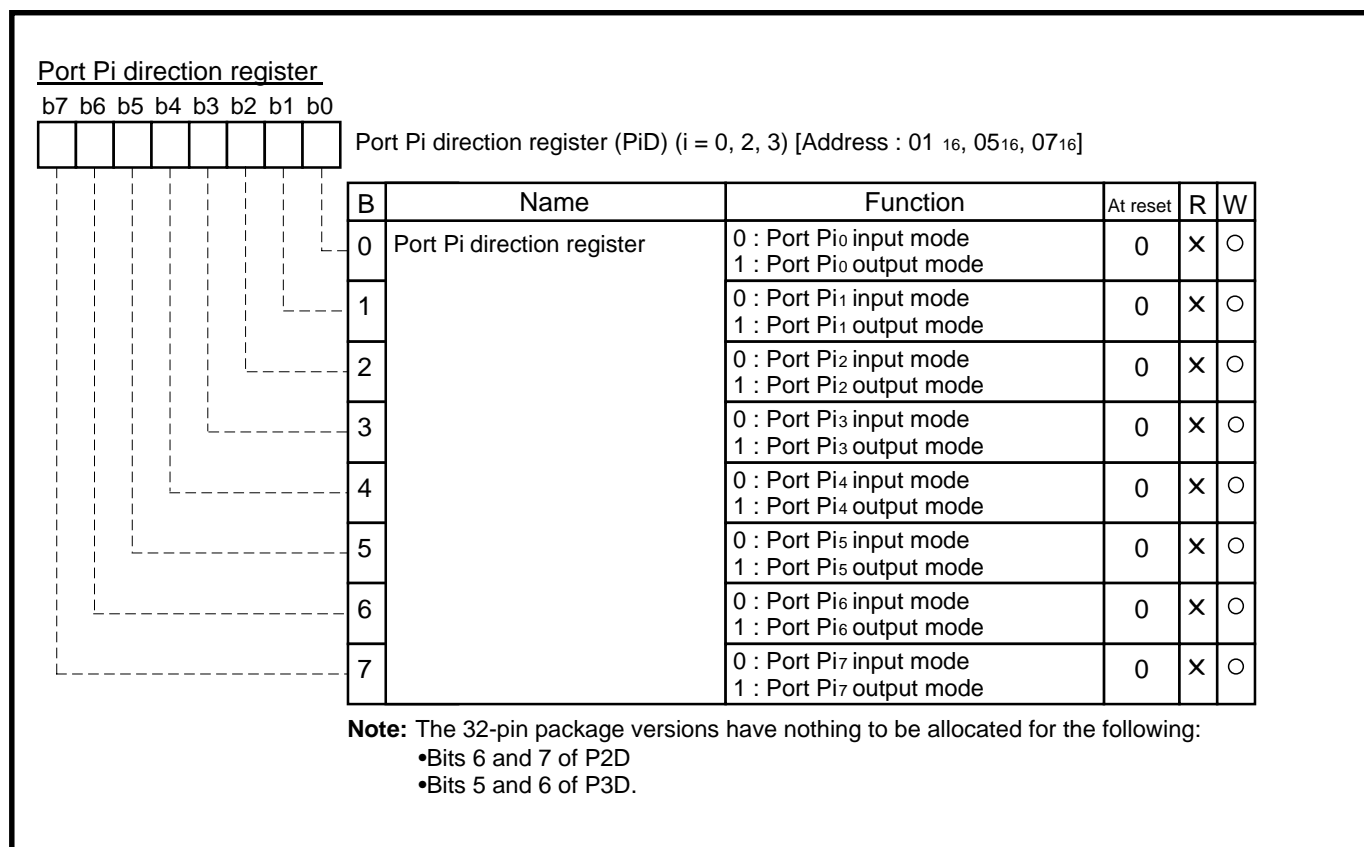 Port Pi direction register
b7 b6 b5 b4 b3 b2 b1 b0
Port Pi direction register (PiD) (i = 0, 2, 3) [Address : 01 16, 0516, 0716]
B Name Function At reset R W
0 Port Pi direction register 0 : Port Pi0 input mode 0 × ○
1 : Port Pi0 output mode
1 0 : Port Pi1 input mode 0 × ○
1 : Port Pi1 output mode
2 0 : Port Pi2 input mode 0 × ○
1 : Port Pi2 output mode
3 0 : Port Pi3 input mode 0 × ○
1 : Port Pi3 output mode
4 0 : Port Pi4 input mode 0 × ○
1 : Port Pi4 output mode
5 0 : Port Pi5 input mode 0 × ○
1 : Port Pi5 output mode
6 0 : Port Pi6 input mode 0 × ○
1 : Port Pi6 output mode
7 0 : Port Pi7 input mode 0 × ○
1 : Port Pi7 output mode
Note: The 32-pin package versions have nothing to be allocated for the following:
•Bits 6 and 7 of P2D
•Bits 5 and 6 of P3D.